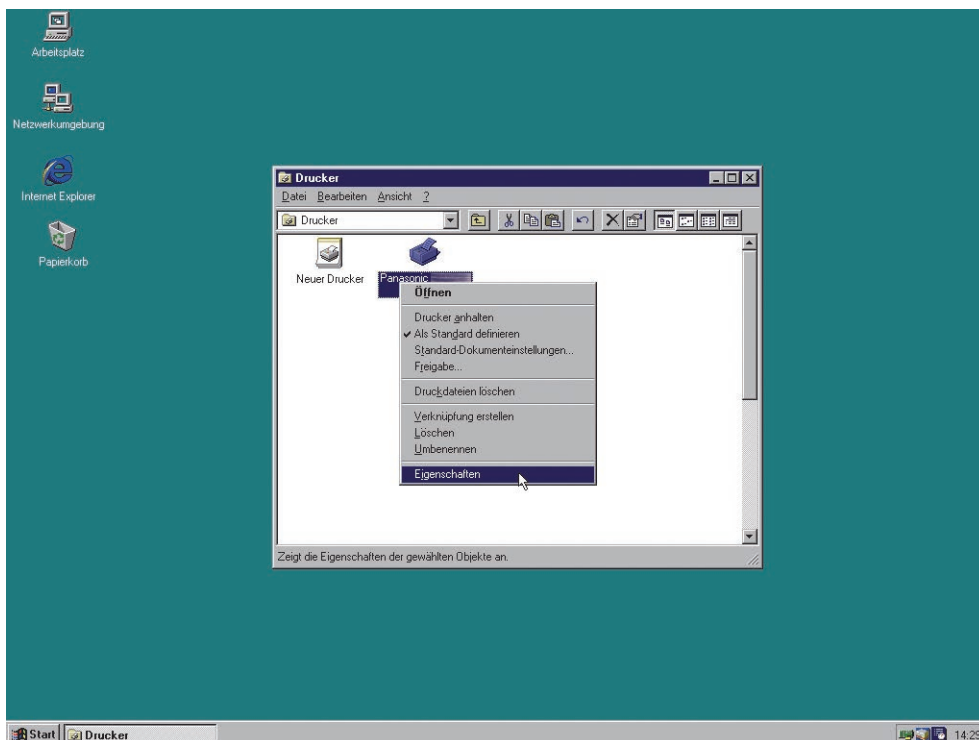 Arbeitsplatz
Netzwerkumgebung
Internet Explorer
Papierkorb
Drucker
Datei Bearbeiten Ansicht ?
Drucker
Neuer Drucker
Panasonic
Öffnen
Drucker anhalten
Als Standard definieren
Standard-Dokumenteinstellungen...
Freigabe...
Druckdateien löschen
Verknüpfung erstellen
Löschen
Umbenennen
Eigenschaften
Zeigt die Eigenschaften der gewählten Objekte an.
Start Drucker